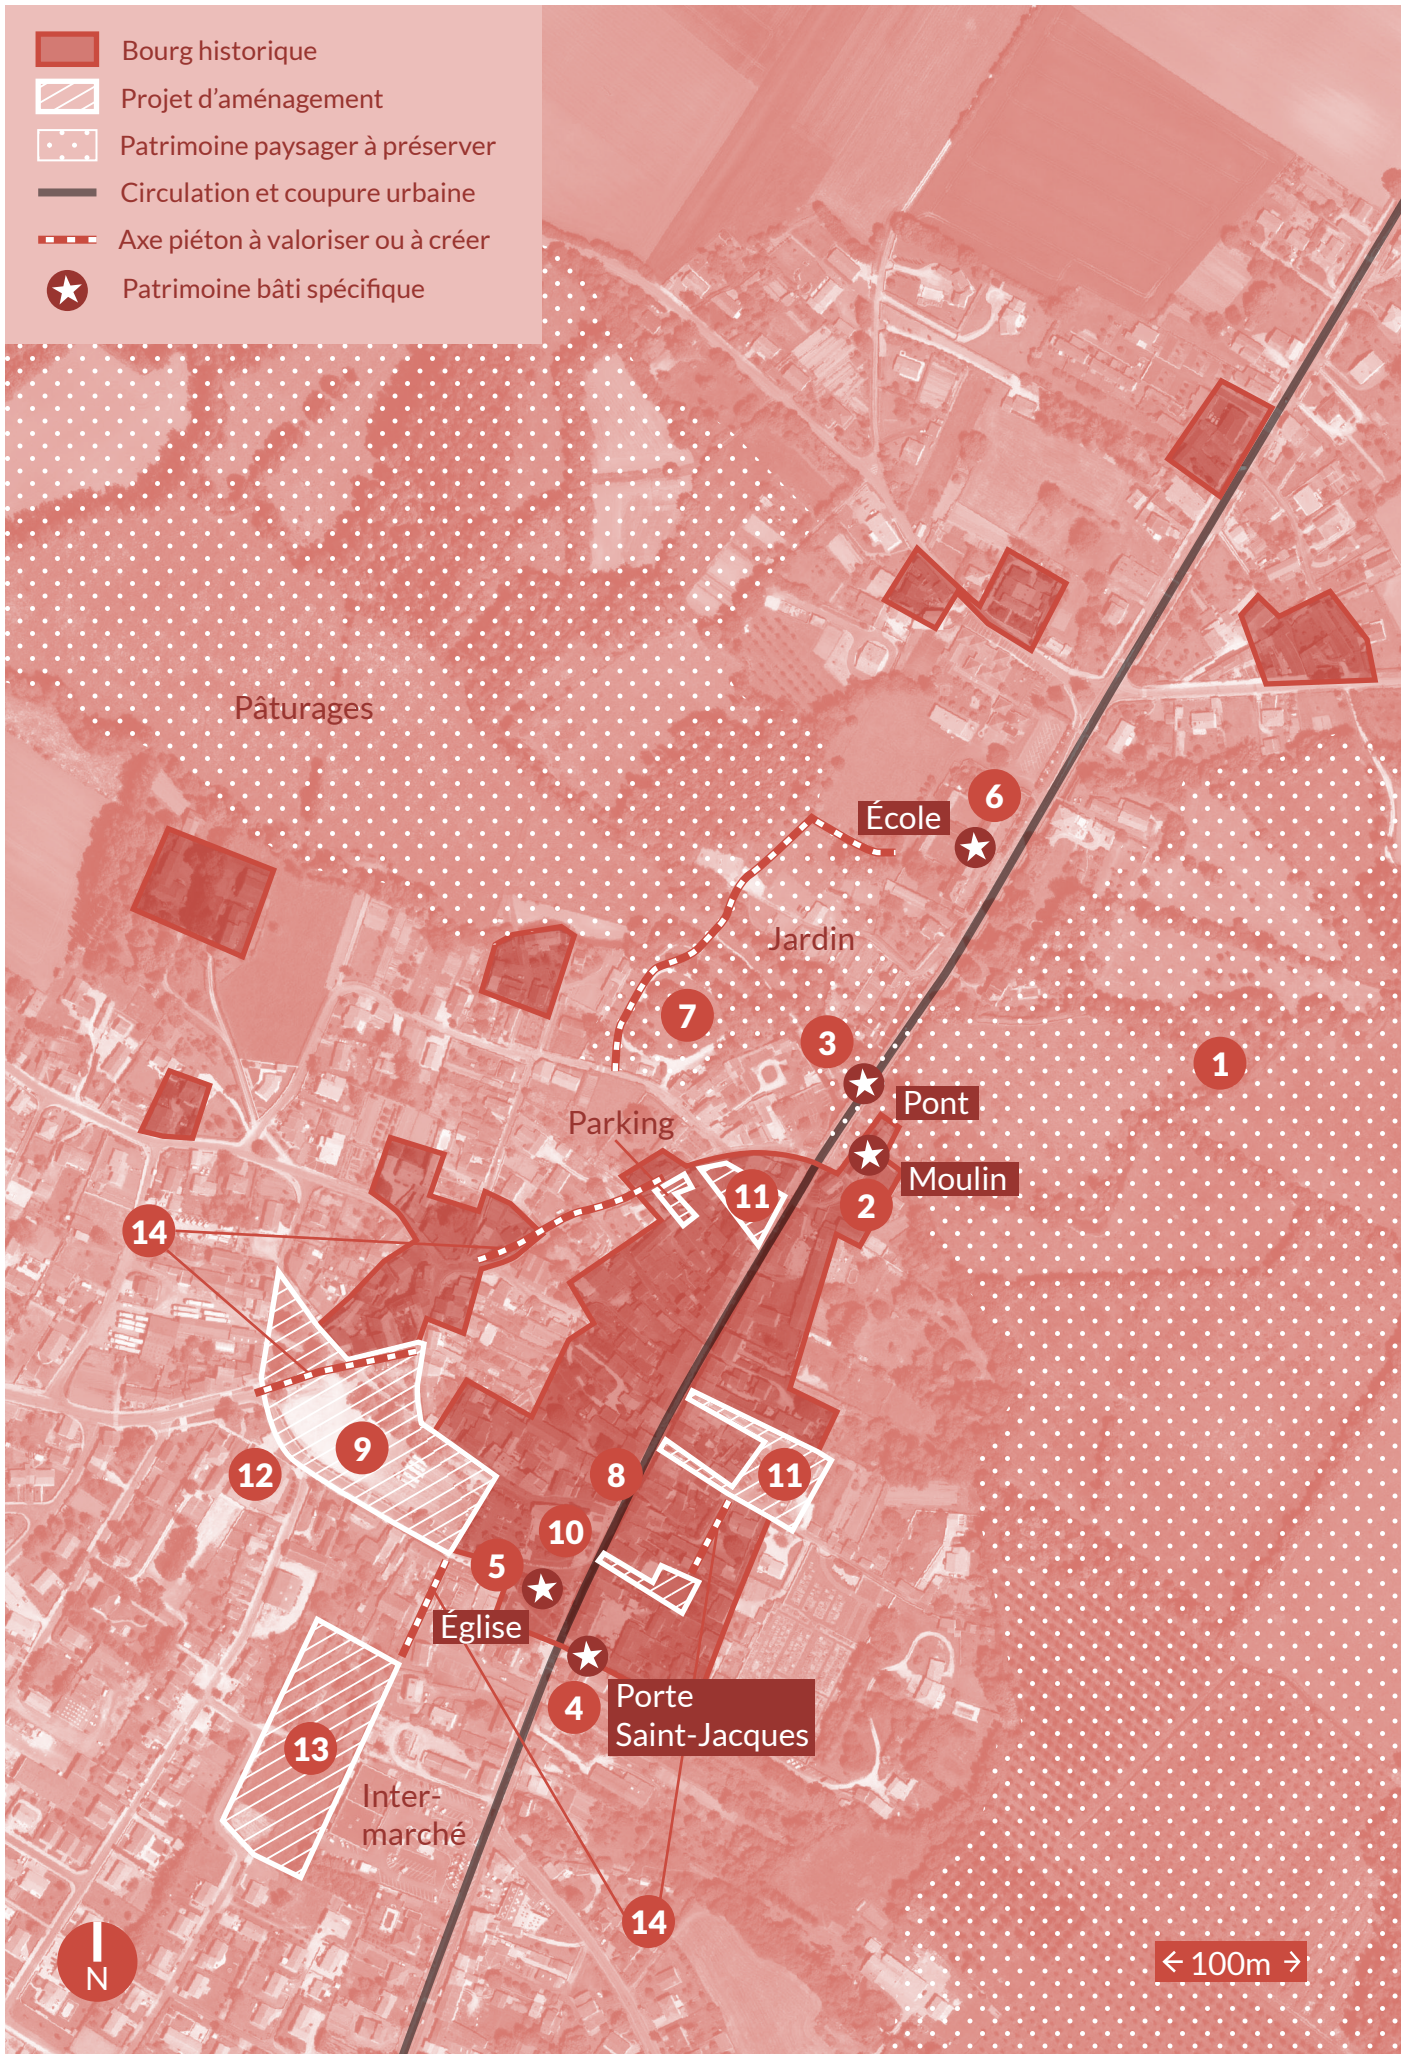 Bourg historique
Projet d’aménagement
Patrimoine paysager à préserver
Circulation et coupure urbaine
Axe piéton à valoriser ou à créer
Patrimoine bâti spécifique
Pâturages
6
École
Jardin
7
3
1
Pont
Parking
Moulin
11
2
14
9
12
8
11
10
5
Église
4
Porte
Saint-Jacques
13
Inter-
marché
14
N
100m